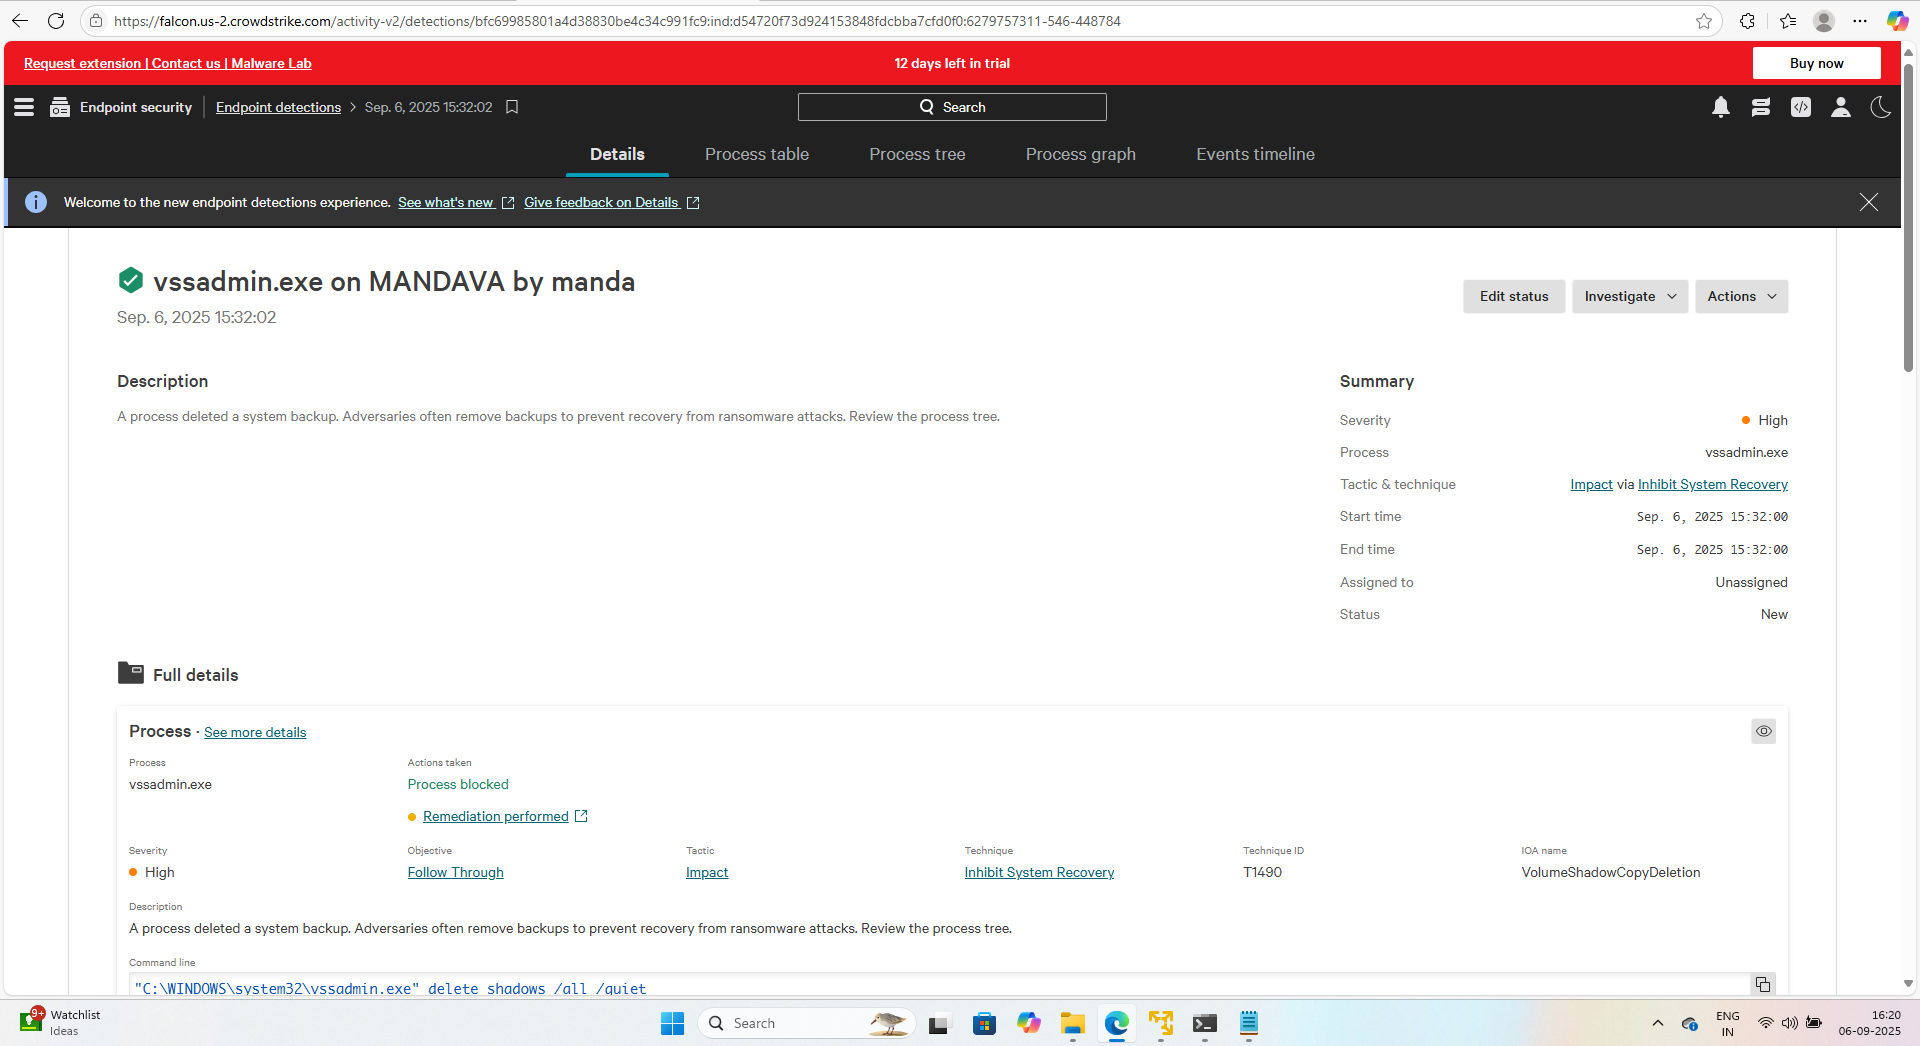 https://falcon.us-2.crowdstrike.com/activity-v2/detections/bfc69985801a4d38830be4c34c991fc9:ind:d54720f73d924153848fdcbba7cfd0f0:6279757311-546-448784
Request extension | Contact us | Malware Lab
12 days left in trial
Buy now
Endpoint security
Endpoint detections > Sep. 6, 2025 15:32:02
Search
Details
Process table
Process tree
Process graph
Events timeline
Welcome to the new endpoint detections experience. See what's new Give feedback on Details
vssadmin.exe on MANDAVA by manda
Sep. 6, 2025 15:32:02
Edit status
Investigate
Actions
Description
A process deleted a system backup. Adversaries often remove backups to prevent recovery from ransomware attacks. Review the process tree.
Summary
Severity High
Process vssadmin.exe
Tactic & technique Impact via Inhibit System Recovery
Start time Sep. 6, 2025 15:32:00
End time Sep. 6, 2025 15:32:00
Assigned to Unassigned
Status New
Full details
Process · See more details
Process
vssadmin.exe
Actions taken
Process blocked
Remediation performed
Severity
High
Objective
Follow Through
Tactic
Impact
Technique
Inhibit System Recovery
Technique ID
T1490
IOA name
VolumeShadowCopyDeletion
Description
A process deleted a system backup. Adversaries often remove backups to prevent recovery from ransomware attacks. Review the process tree.
Command line
"C:\WINDOWS\system32\vssadmin.exe" delete shadows /all /quiet
9+
Watchlist
Ideas
Search
ENG
IN
16:20
06-09-2025